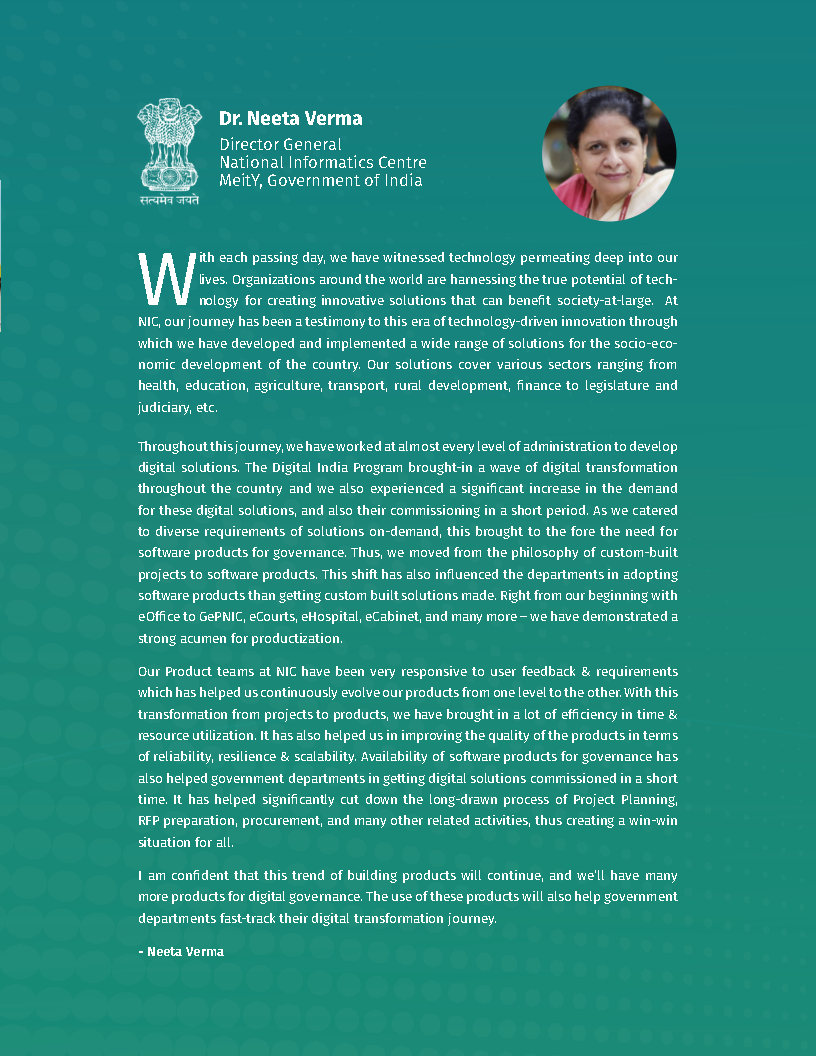 Dr. Neeta Verma
Director General
National Informatics Centre
MeitY, Government of India
सत्यमेव जयते
With each passing day, we have witnessed technology permeating deep into our
lives. Organizations around the world are harnessing the true potential of tech-
nology for creating innovative solutions that can benefit society-at-large. At
NIC, our journey has been a testimony to this era of technology-driven innovation through
which we have developed and implemented a wide range of solutions for the socio-eco-
nomic development of the country. Our solutions cover various sectors ranging from
health, education, agriculture, transport, rural development, finance to legislature and
judiciary, etc.
Throughout this journey, we have worked at almost every level of administration to develop
digital solutions. The Digital India Program brought-in a wave of digital transformation
throughout the country and we also experienced a significant increase in the demand
for these digital solutions, and also their commissioning in a short period. As we catered
to diverse requirements of solutions on-demand, this brought to the fore the need for
software products for governance. Thus, we moved from the philosophy of custom-built
projects to software products. This shift has also influenced the departments in adopting
software products than getting custom built solutions made. Right from our beginning with
eOffice to GePNIC, eCourts, eHospital, eCabinet, and many more – we have demonstrated a
strong acumen for productization.
Our Product teams at NIC have been very responsive to user feedback & requirements
which has helped us continuously evolve our products from one level to the other. With this
transformation from projects to products, we have brought in a lot of efficiency in time &
resource utilization. It has also helped us in improving the quality of the products in terms
of reliability, resilience & scalability. Availability of software products for governance has
also helped government departments in getting digital solutions commissioned in a short
time. It has helped significantly cut down the long-drawn process of Project Planning,
RFP preparation, procurement, and many other related activities, thus creating a win-win
situation for all.
I am confident that this trend of building products will continue, and we'll have many
more products for digital governance. The use of these products will also help government
departments fast-track their digital transformation journey.
- Neeta Verma